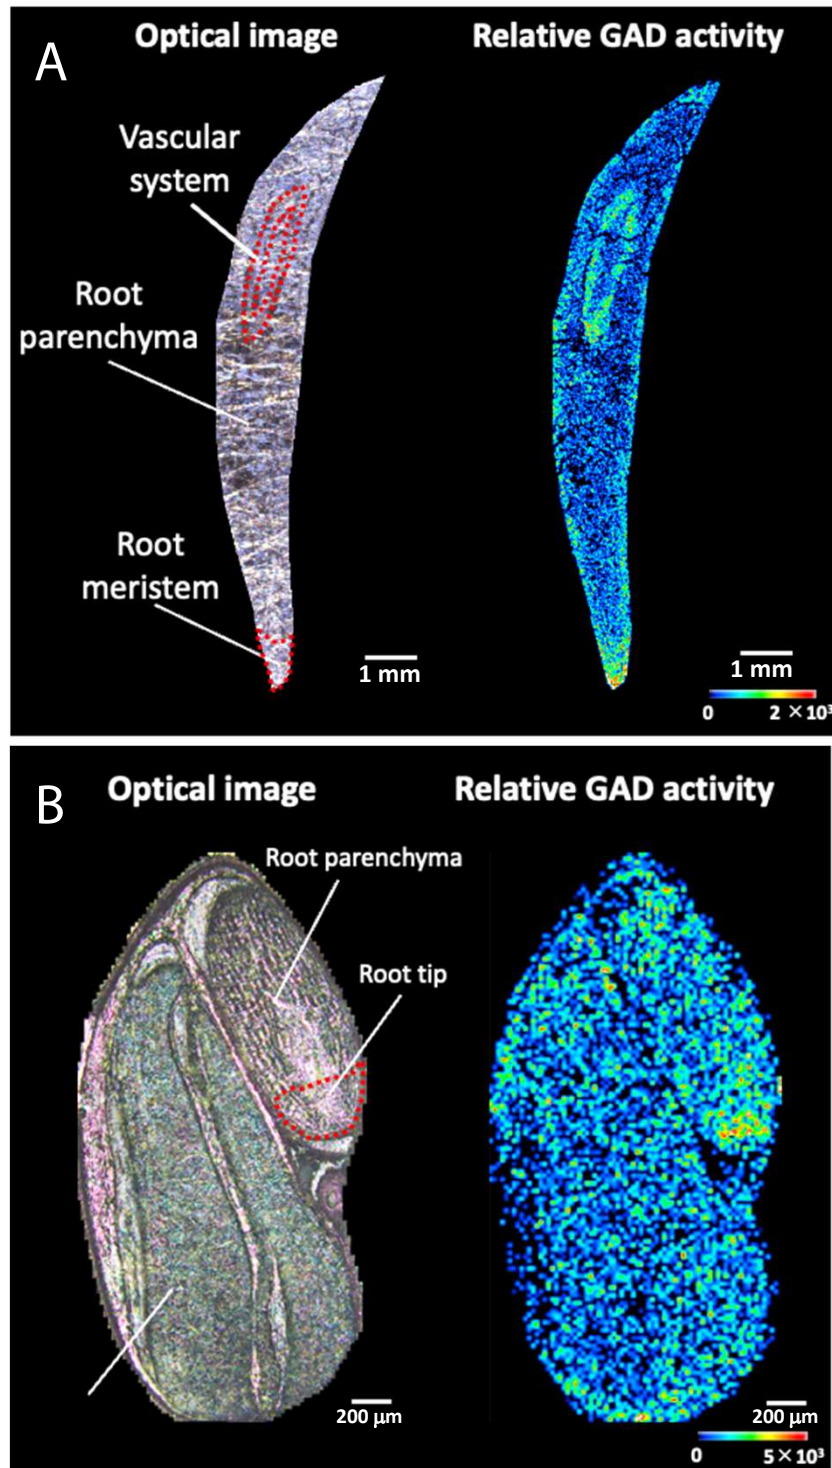 A
Optical image
Relative GAD activity
Vascular
system
Root
parenchyma
Root
meristem
1 mm
1 mm
0
2 ×10³
B
Optical image
Relative GAD activity
Root parenchyma
Root tip
200 µm
200 µm
0
5 ×10³